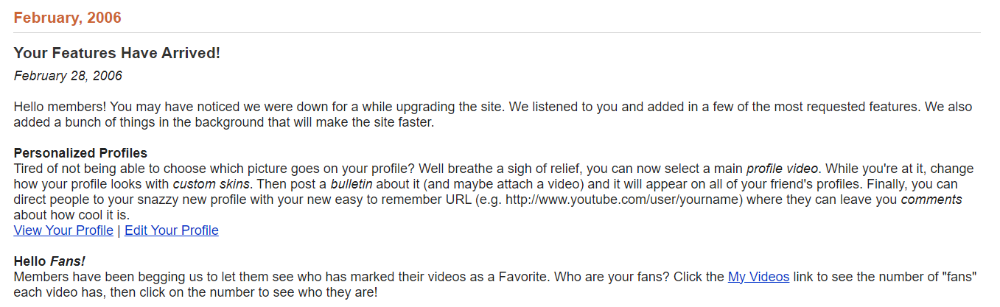 February, 2006
Your Features Have Arrived!
February 28, 2006
Hello members! You may have noticed we were down for a while upgrading the site. We listened to you and added in a few of the most requested features. We also
added a bunch of things in the background that will make the site faster.
Personalized Profiles
Tired of not being able to choose which picture goes on your profile? Well breathe a sigh of relief, you can now select a main profile video. While you're at it, change
how your profile looks with custom skins. Then post a bulletin about it (and maybe attach a video) and it will appear on all of your friend's profiles. Finally, you can
direct people to your snazzy new profile with your new easy to remember URL (e.g. http://www.youtube.com/user/yourname) where they can leave you comments
about how cool it is.
View Your Profile | Edit Your Profile
Hello Fans!
Members have been begging us to let them see who has marked their videos as a Favorite. Who are your fans? Click the My Videos link to see the number of "fans"
each video has, then click on the number to see who they are!